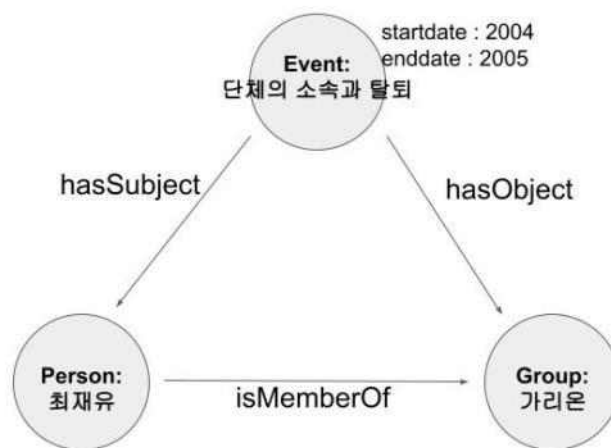 startdate : 2004
enddate : 2005
Event:
단체의 소속과 탈퇴
hasSubject
hasObject
Person:
최재유
isMemberOf
Group:
가리온